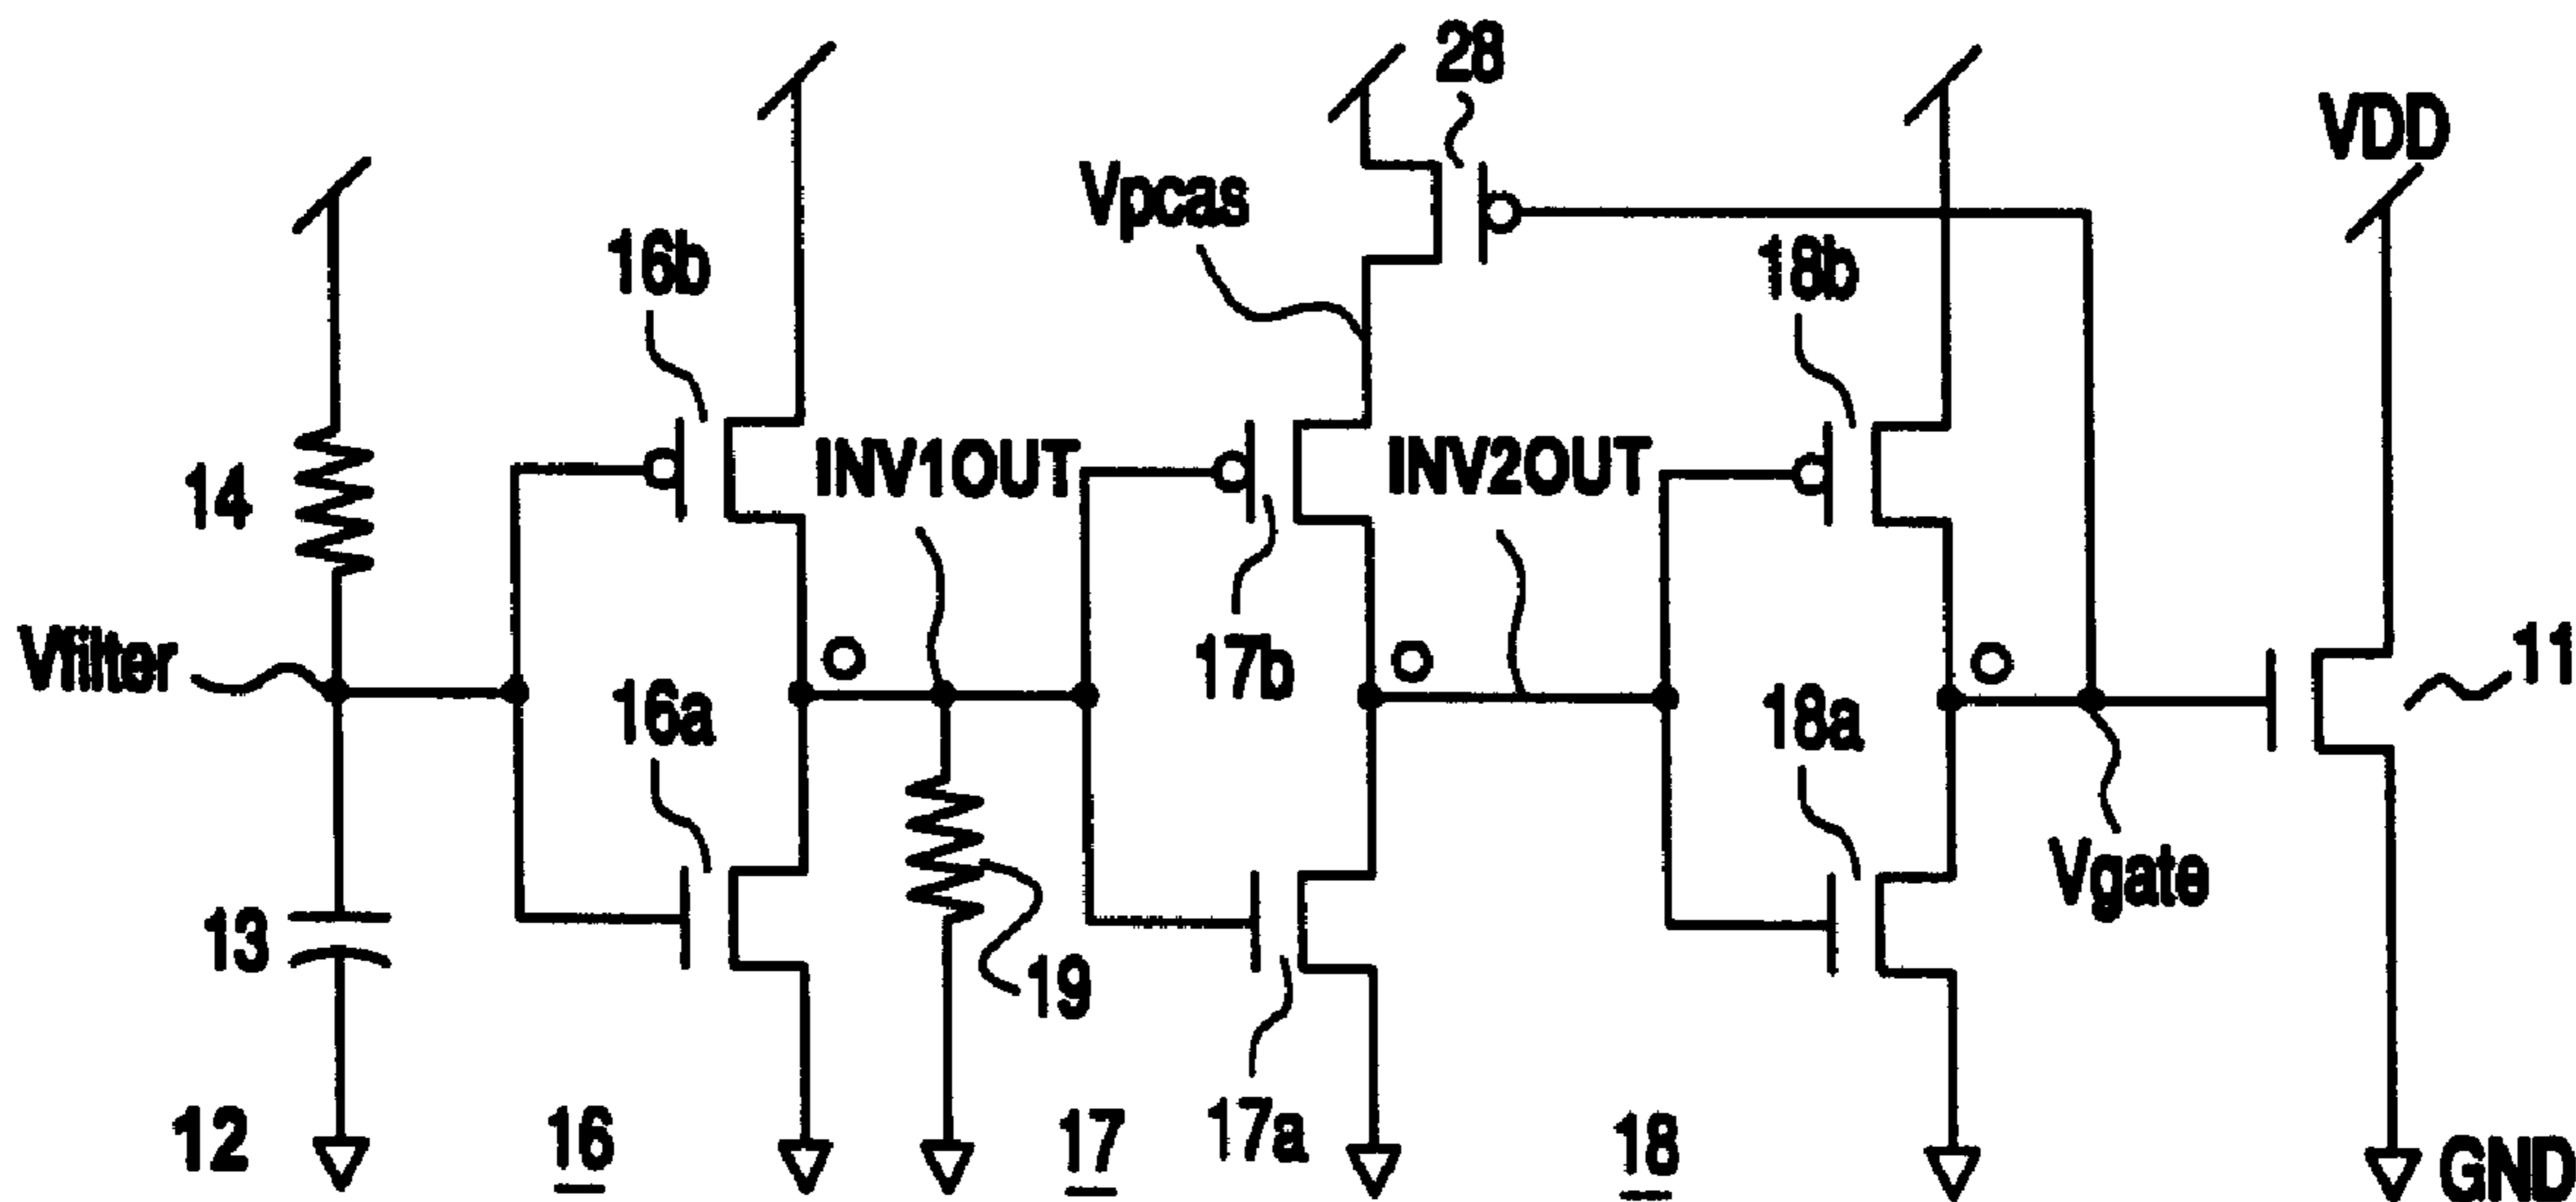 28
VDD
Vpcas
16b
18b
14
INV1OUT
INV2OUT
Vfilter
17b
11
16a
18a
Vgate
13
19
12
16
17
17a
18
GND